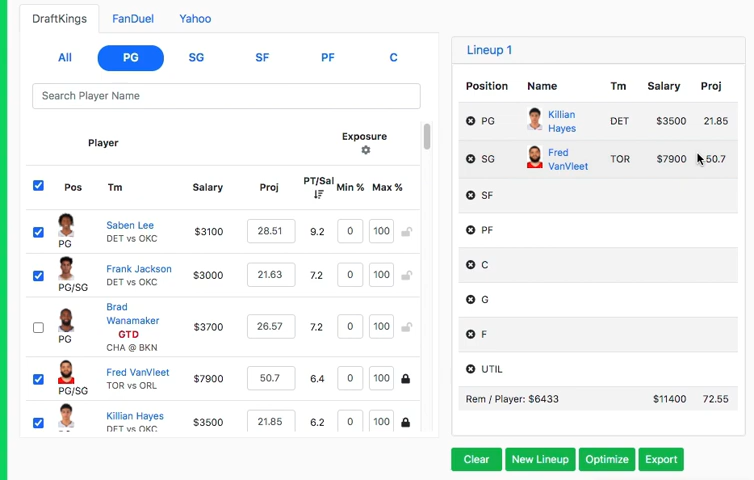 DraftKings FanDuel Yahoo
All PG SG SF PF C
Search Player Name
Player Exposure
Pos Tm Salary Proj PT/Sal Min % Max %
Saben Lee
DET vs OKC
PG $3100 28.51 9.2 0 100
Frank Jackson
DET vs OKC
PG/SG $3000 21.63 7.2 0 100
Brad
Wanamaker
GTD
CHA @ BKN
PG $3700 26.57 7.2 0 100
Fred VanVleet
TOR vs ORL
PG/SG $7900 50.7 6.4 0 100
Killian Hayes
DET vs OKC
PG $3500 21.85 6.2 0 100
Lineup 1
Position Name Tm Salary Proj
PG Killian Hayes DET $3500 21.85
SG Fred VanVleet TOR $7900 50.7
SF
PF
C
G
F
UTIL
Rem / Player: $6433 $11400 72.55
Clear New Lineup Optimize Export